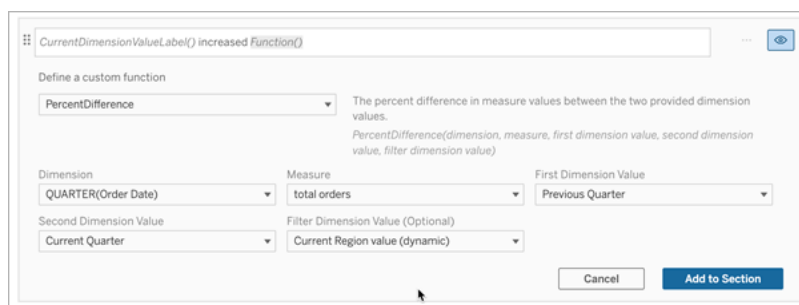 CurrentDimensionValueLabel() increased Function()
Define a custom function
PercentDifference
The percent difference in measure values between the two provided dimension
values.
PercentDifference(dimension, measure, first dimension value, second dimension
value, filter dimension value)
Dimension
Measure
First Dimension Value
QUARTER(Order Date)
total orders
Previous Quarter
Second Dimension Value
Filter Dimension Value (Optional)
Current Quarter
Current Region value (dynamic)
Cancel
Add to Section